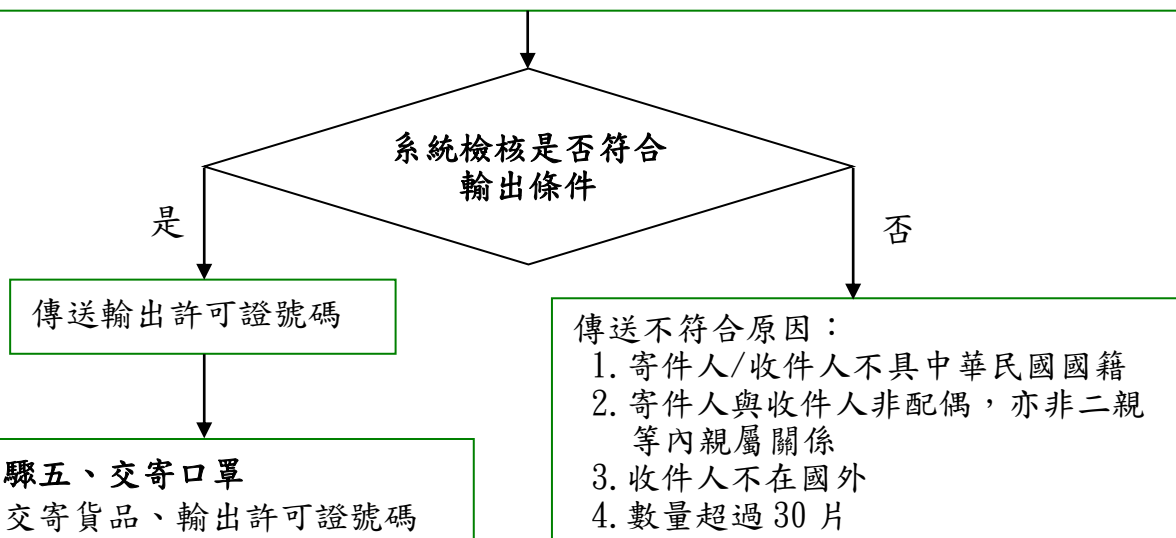 系統檢核是否符合
輸出條件
是
否
傳送輸出許可證號碼
傳送不符合原因：
1.寄件人/收件人不具中華民國國籍
2.寄件人與收件人非配偶，亦非二親
等內親屬關係
3.收件人不在國外
4.數量超過 30 片
驟五、交寄口罩
交寄貨品、輸出許可證號碼